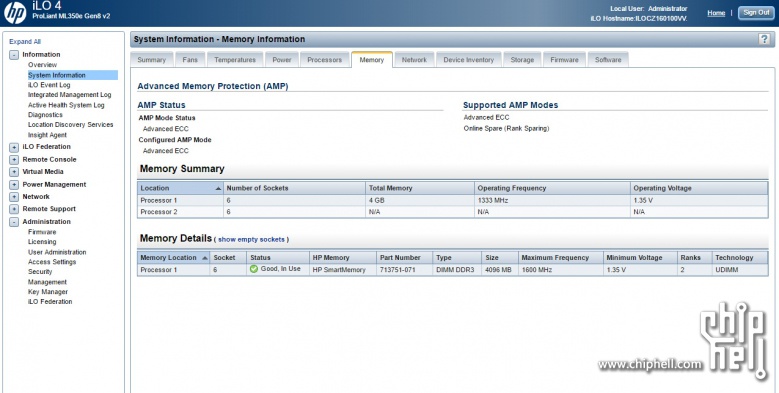 hp
iLO 4
ProLiant ML350e Gen8 v2
Local User: Administrator
iLO Hostname:ILOCZ160100VV.
Home
Sign Out
Expand All
Information
Overview
System Information
iLO Event Log
Integrated Management Log
Active Health System Log
Diagnostics
Location Discovery Services
Insight Agent
iLO Federation
Remote Console
Virtual Media
Power Management
Network
Remote Support
Administration
Firmware
Licensing
User Administration
Access Settings
Security
Management
Key Manager
iLO Federation
System Information - Memory Information
?
Summary Fans Temperatures Power Processors Memory Network Device Inventory Storage Firmware Software
Advanced Memory Protection (AMP)
AMP Status
AMP Mode Status
Advanced ECC
Configured AMP Mode
Advanced ECC
Supported AMP Modes
Advanced ECC
Online Spare (Rank Sparing)
Memory Summary
Location Number of Sockets Total Memory Operating Frequency Operating Voltage
Processor 1 6 4 GB 1333 MHz 1.35 V
Processor 2 6 N/A N/A N/A
Memory Details ( show empty sockets )
Memory Location Socket Status HP Memory Part Number Type Size Maximum Frequency Minimum Voltage Ranks Technology
Processor 1 6 Good, In Use HP SmartMemory 713751-071 DIMM DDR3 4096 MB 1600 MHz 1.35 V 2 UDIMM
chip
hell
www.chiphell.com